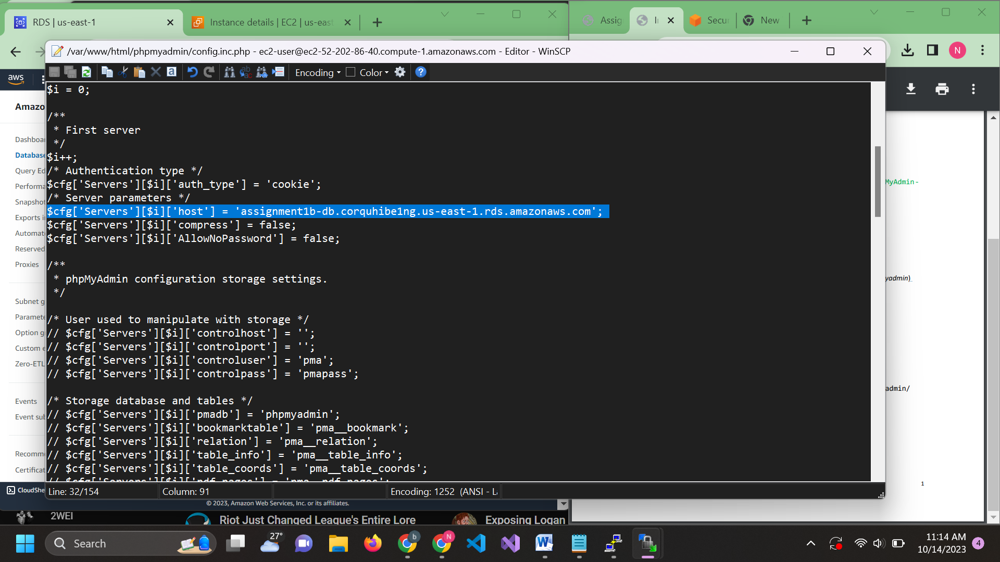 RDS | us-east-1
Instance details | EC2 | us-east
Assig
Secu
New
N
/var/www/html/phpmyadmin/config.inc.php - ec2-user@ec2-52-202-86-40.compute-1.amazonaws.com - Editor - WinSCP
Encoding
Color
aws
$i = 0;
/**
* First server
*/
$i++;
/* Authentication type */
$cfg['Servers'][$i]['auth_type'] = 'cookie';
/* Server parameters */
$cfg['Servers'][$i]['host'] = 'assignment1b-db.corquhibe1ng.us-east-1.rds.amazonaws.com';
$cfg['Servers'][$i]['compress'] = false;
$cfg['Servers'][$i]['AllowNoPassword'] = false;
/**
* phpMyAdmin configuration storage settings.
*/
/* User used to manipulate with storage */
// $cfg['Servers'][$i]['controlhost'] = '';
// $cfg['Servers'][$i]['controlport'] = '';
// $cfg['Servers'][$i]['controluser'] = 'pma';
// $cfg['Servers'][$i]['controlpass'] = 'pmapass';
/* Storage database and tables */
// $cfg['Servers'][$i]['pmadb'] = 'phpmyadmin';
// $cfg['Servers'][$i]['bookmarktable'] = 'pma__bookmark';
// $cfg['Servers'][$i]['relation'] = 'pma__relation';
// $cfg['Servers'][$i]['table_info'] = 'pma__table_info';
// $cfg['Servers'][$i]['table_coords'] = 'pma__table_coords';
// $cfg['Servers'][$i]['pdf_pages'] = 'pma__pdf_pages';
Line: 32/154
Column: 91
Encoding: 1252 (ANSI - L
Amazo
Dashboar
Database
Query Ed
Performa
Snapshot
Exports i
Automat
Reserved
Proxies
Subnet g
Paramete
Option g
Custom e
Zero-ETL
Events
Event sub
Recomm
Certificat
CloudShe
© 2023, Amazon Web Services, Inc. or its affiliates.
MyAdmin-
yadmin)
admin/
1
2WEI
Riot Just Changed League's Entire Lore
Exposing Logan
Search
27°
b
N
11:14 AM
10/14/2023
4